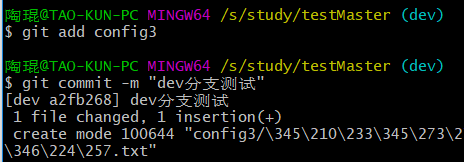 陶琨@TAO-KUN-PC MINGW64 /s/study/testMaster (dev)
$ git add config3
陶琨@TAO-KUN-PC MINGW64 /s/study/testMaster (dev)
$ git commit -m "dev分支测试"
[dev a2fb268] dev分支测试
 1 file changed, 1 insertion(+)
 create mode 100644 "config3/\345\210\233\345\273\2
\346\224\257.txt"